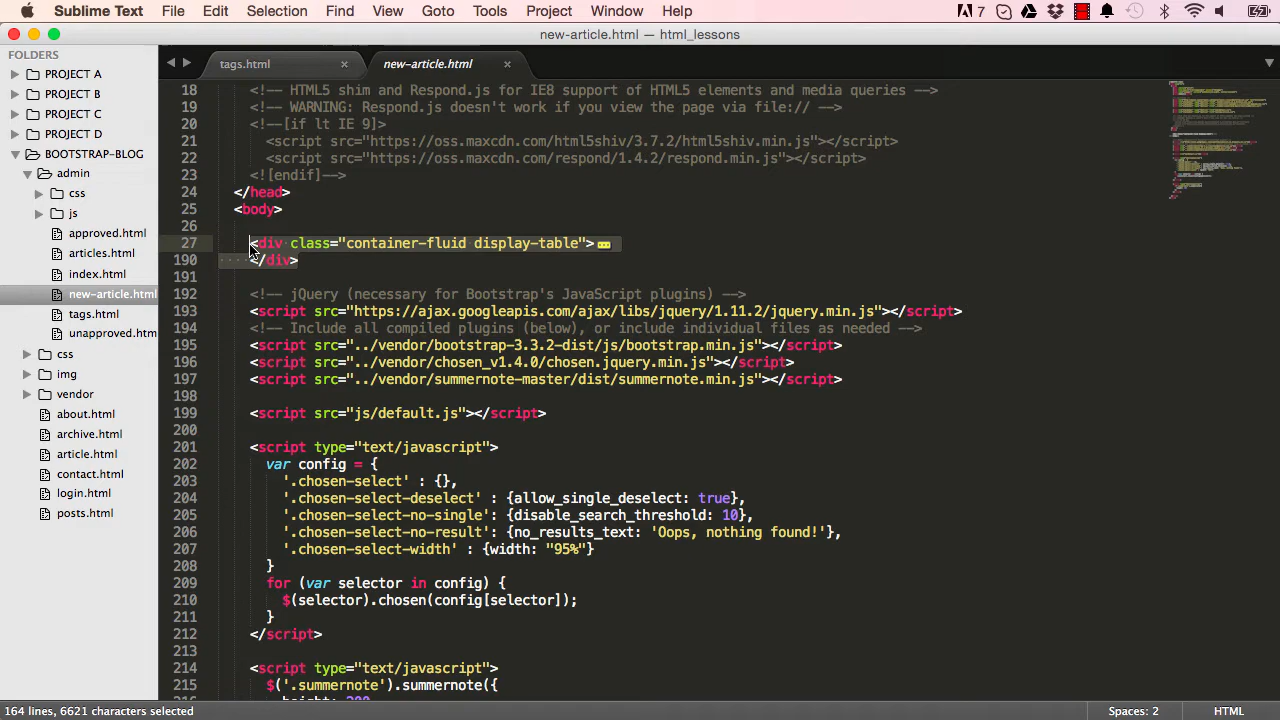 Sublime Text File Edit Selection Find View Goto Tools Project Window Help 7
new-article.html — html_lessons
FOLDERS
PROJECT A
PROJECT B
PROJECT C
PROJECT D
BOOTSTRAP-BLOG
admin
css
js
approved.html
articles.html
index.html
new-article.html
tags.html
unapproved.htm
css
img
vendor
about.html
archive.html
article.html
contact.html
login.html
posts.html
tags.html × new-article.html ×
18 <!-- HTML5 shim and Respond.js for IE8 support of HTML5 elements and media queries -->
19 <!-- WARNING: Respond.js doesn't work if you view the page via file:// -->
20 <!--[if lt IE 9]>
21 <script src="https://oss.maxcdn.com/html5shiv/3.7.2/html5shiv.min.js"></script>
22 <script src="https://oss.maxcdn.com/respond/1.4.2/respond.min.js"></script>
23 <![endif]-->
24 </head>
25 <body>
26
27 <div class="container-fluid display-table">
190 </div>
191
192 <!-- jQuery (necessary for Bootstrap's JavaScript plugins) -->
193 <script src="https://ajax.googleapis.com/ajax/libs/jquery/1.11.2/jquery.min.js"></script>
194 <!-- Include all compiled plugins (below), or include individual files as needed -->
195 <script src="../vendor/bootstrap-3.3.2-dist/js/bootstrap.min.js"></script>
196 <script src="../vendor/chosen_v1.4.0/chosen.jquery.min.js"></script>
197 <script src="../vendor/summernote-master/dist/summernote.min.js"></script>
198
199 <script src="js/default.js"></script>
200
201 <script type="text/javascript">
202 var config = {
203 '.chosen-select' : {},
204 '.chosen-select-deselect' : {allow_single_deselect: true},
205 '.chosen-select-no-single' : {disable_search_threshold: 10},
206 '.chosen-select-no-result' : {no_results_text: 'Oops, nothing found!'},
207 '.chosen-select-width' : {width: "95%"}
208 }
209 for (var selector in config) {
210 $(selector).chosen(config[selector]);
211 }
212 </script>
213
214 <script type="text/javascript">
215 $('.summernote').summernote({
164 lines, 6621 characters selected Spaces: 2 HTML